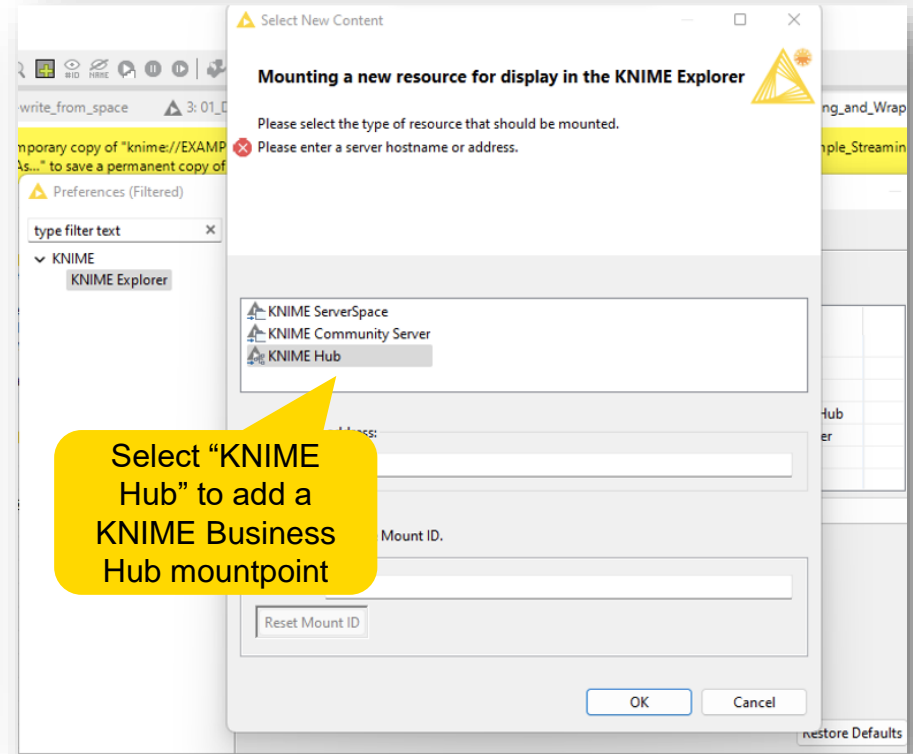 Select New Content
Mounting a new resource for display in the KNIME Explorer
Please select the type of resource that should be mounted.
Please enter a server hostname or address.
write_from_space
3: 01_D
ng_and_Wrap
mporary copy of "knime://EXAMP
nple_Streamin
As..." to save a permanent copy of
Preferences (Filtered)
type filter text
KNIME
KNIME Explorer
KNIME ServerSpace
KNIME Community Server
KNIME Hub
Hub
er
Select “KNIME
Hub” to add a
KNIME Business
Hub mountpoint
Mount ID.
Reset Mount ID
OK
Cancel
Restore Defaults